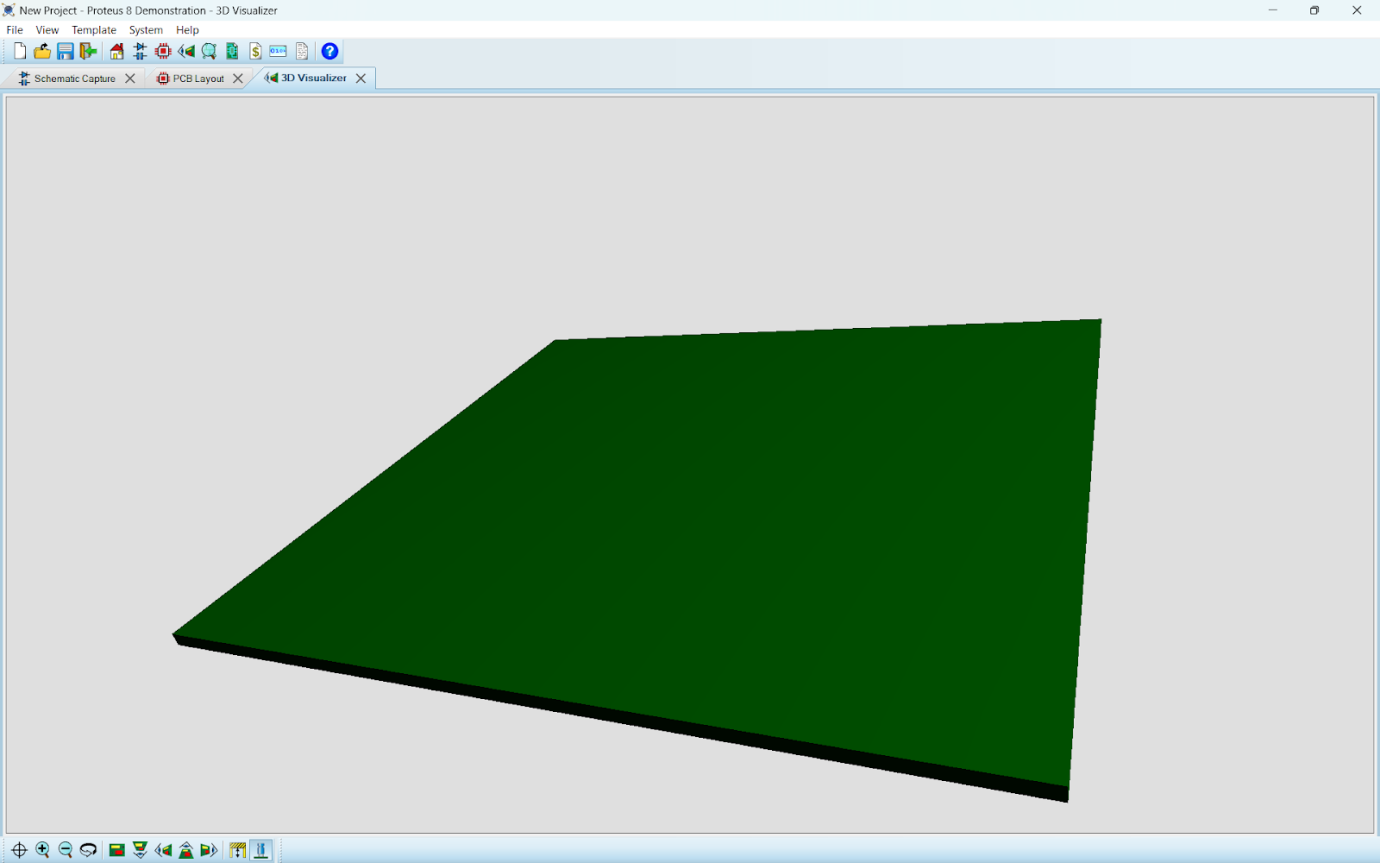 New Project - Proteus 8 Demonstration - 3D Visualizer
File View Template System Help
Schematic Capture PCB Layout 3D Visualizer